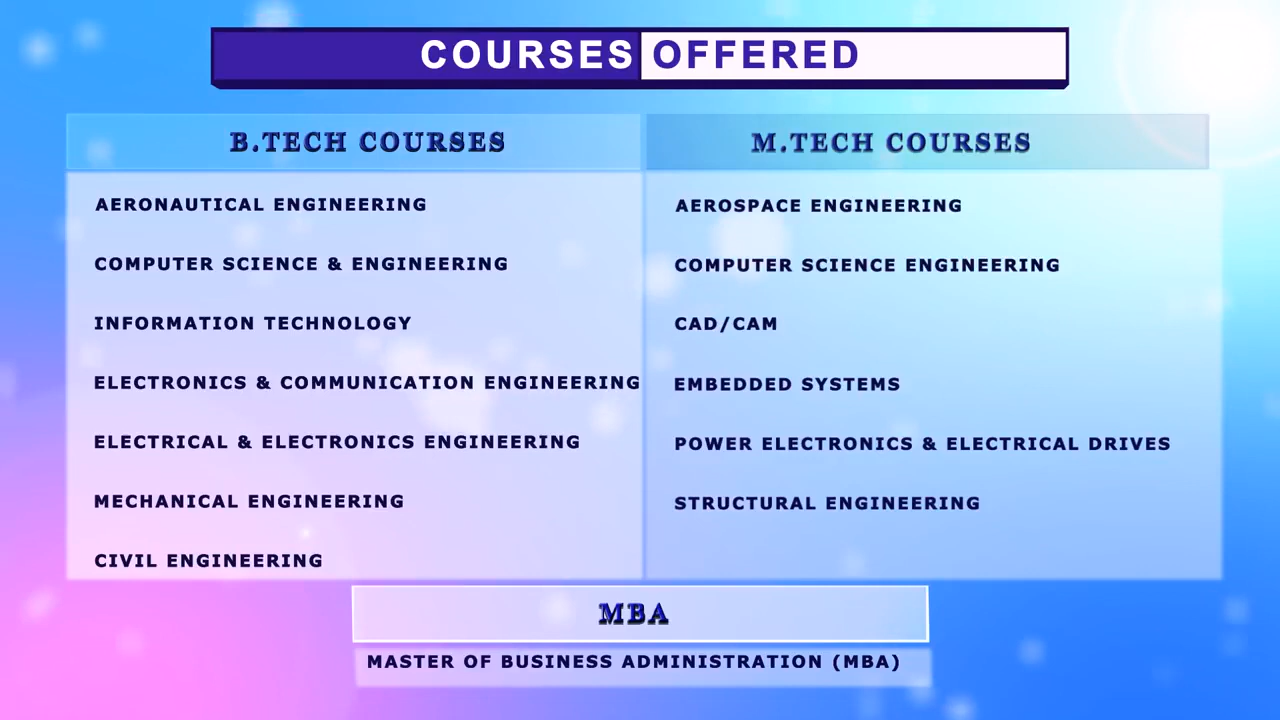 COURSES OFFERED
B.TECH COURSES
AERONAUTICAL ENGINEERING
COMPUTER SCIENCE & ENGINEERING
INFORMATION TECHNOLOGY
ELECTRONICS & COMMUNICATION ENGINEERING
ELECTRICAL & ELECTRONICS ENGINEERING
MECHANICAL ENGINEERING
CIVIL ENGINEERING
M.TECH COURSES
AEROSPACE ENGINEERING
COMPUTER SCIENCE ENGINEERING
CAD/CAM
EMBEDDED SYSTEMS
POWER ELECTRONICS & ELECTRICAL DRIVES
STRUCTURAL ENGINEERING
MBA
MASTER OF BUSINESS ADMINISTRATION (MBA)